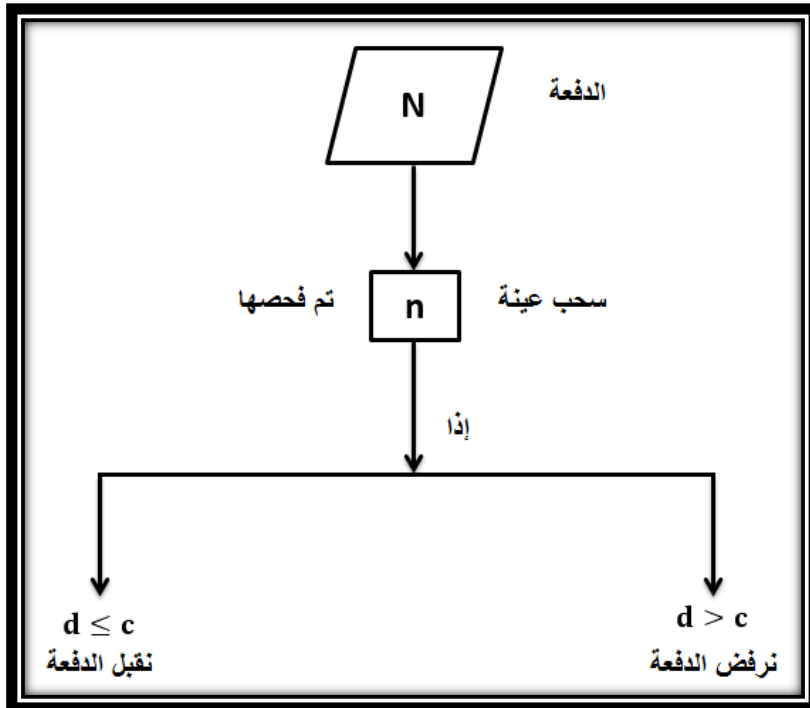 N
الدفعة
سحب عينة
n
تم فحصها
إذا
d > c
نرفض الدفعة
d ≤ c
نقبل الدفعة